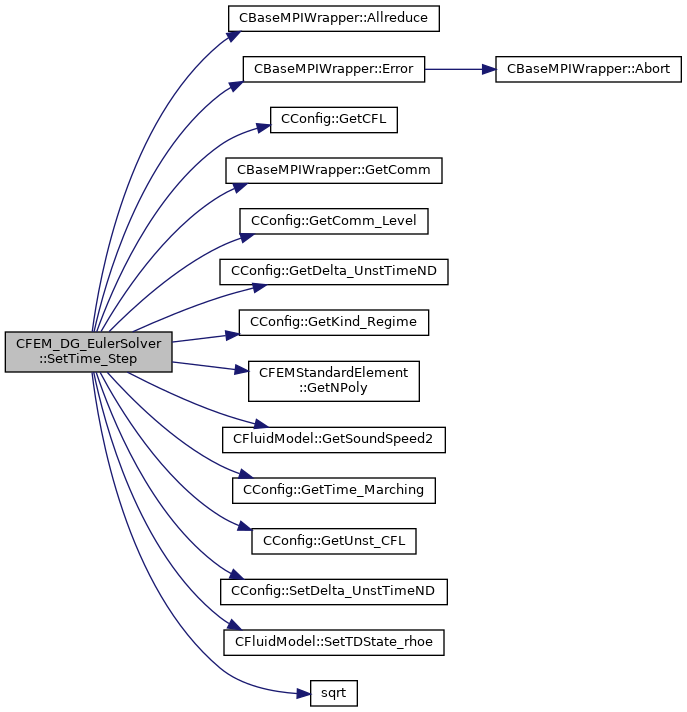 CBaseMPIWrapper::Allreduce
CBaseMPIWrapper::Error
CBaseMPIWrapper::Abort
CConfig::GetCFL
CBaseMPIWrapper::GetComm
CConfig::GetComm_Level
CConfig::GetDelta_UnstTimeND
CConfig::GetKind_Regime
CFEM_DG_EulerSolver
::SetTime_Step
CFEMStandardElement
::GetNPoly
CFluidModel::GetSoundSpeed2
CConfig::GetTime_Marching
CConfig::GetUnst_CFL
CConfig::SetDelta_UnstTimeND
CFluidModel::SetTDState_rhoe
sqrt